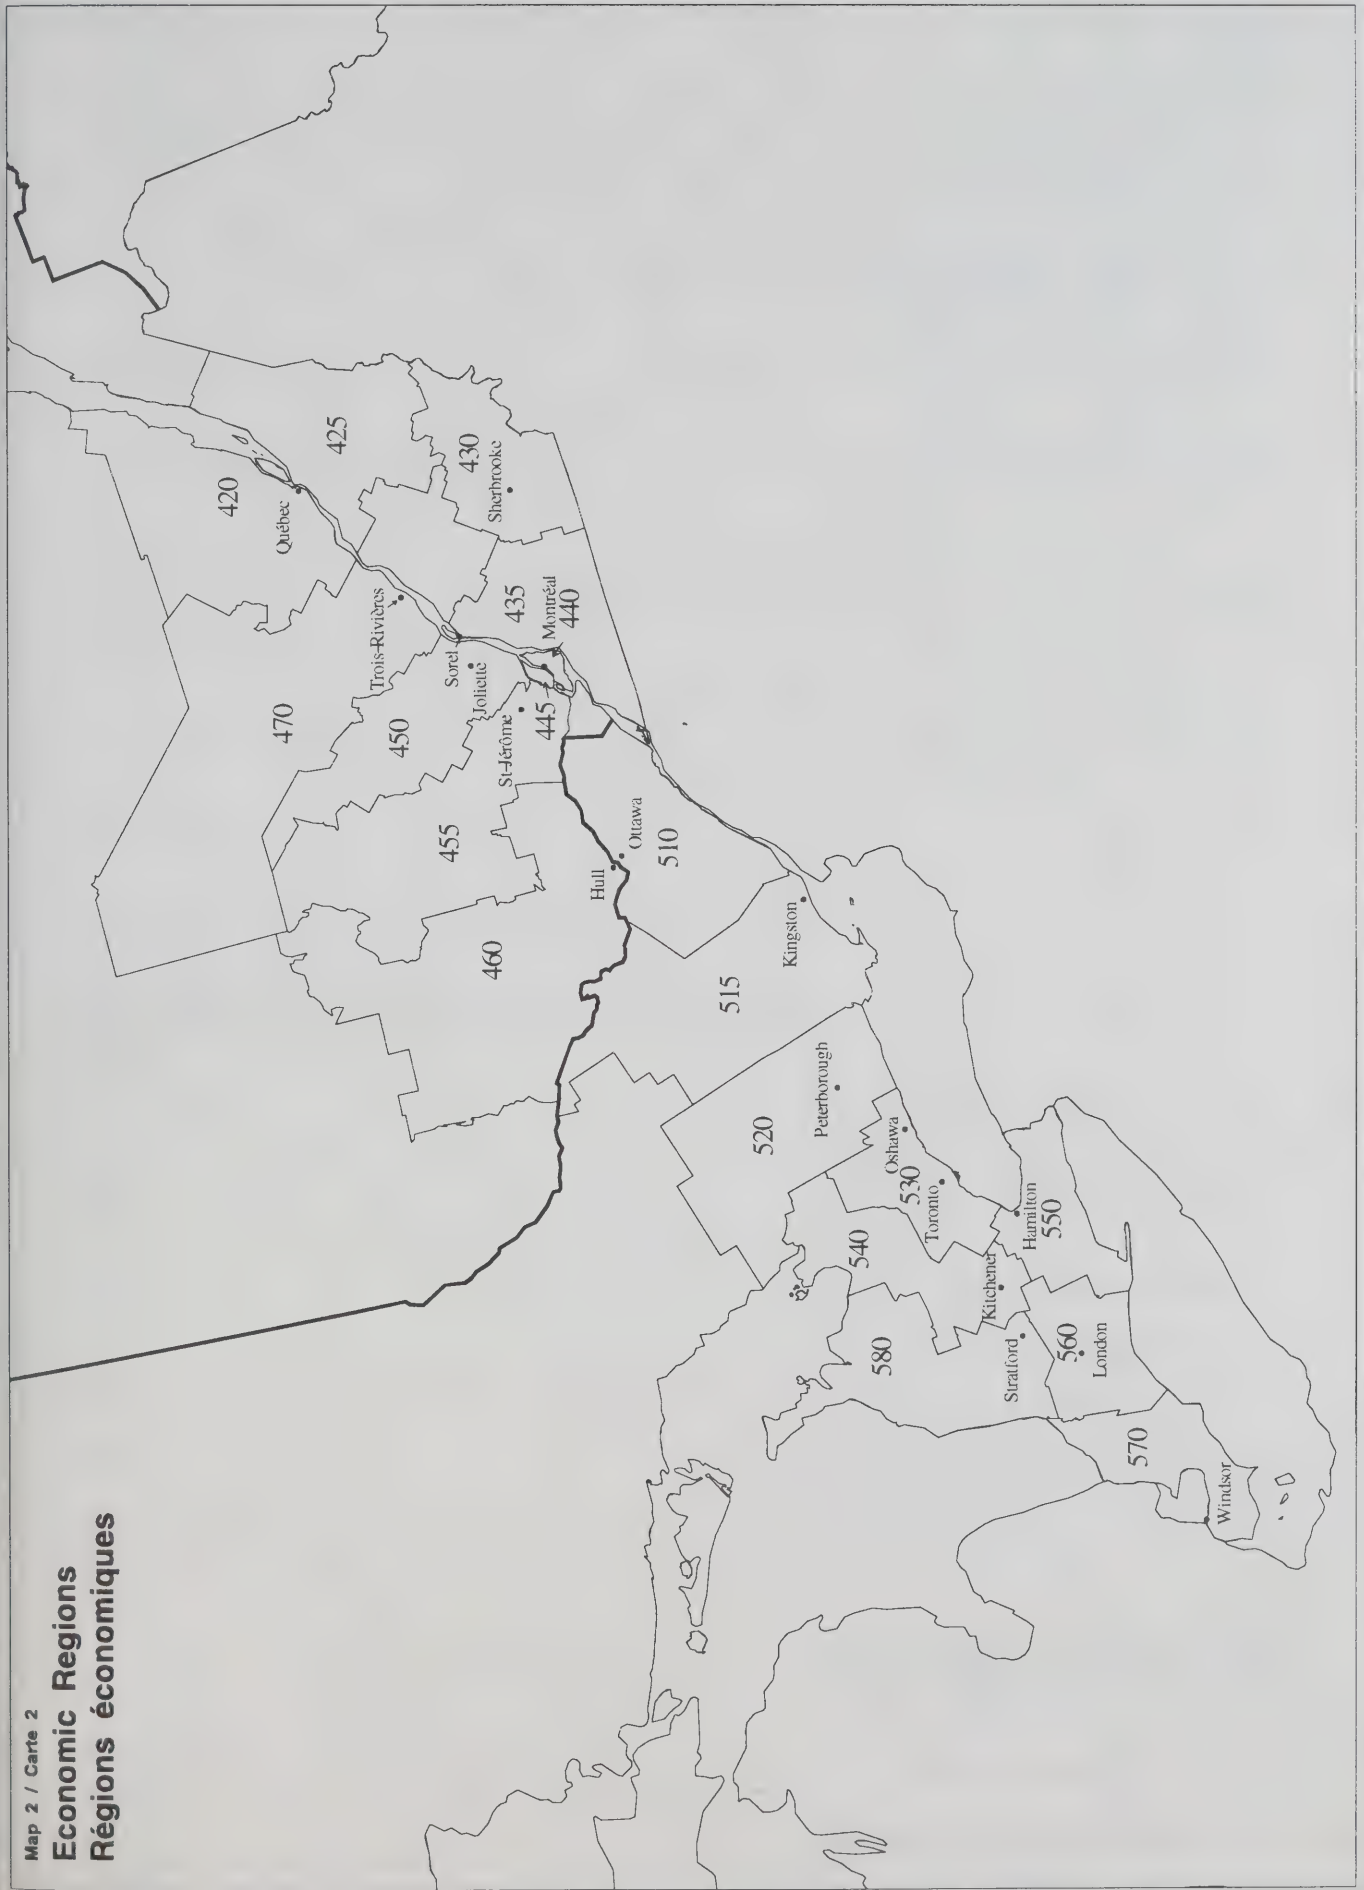 Map 2 / Carte 2
Economic Regions
Régions économiques
420
Québec
425
430
Sherbrooke
470
Trois-Rivières
450
Sorel
Joliette
435
Montréal
440
St-Jérôme
445
455
460
Hull
Ottawa
510
515
Kingston
520
Peterborough
Oshawa
530
Toronto
540
Hamilton
550
Kitchener
580
Stratford
560
London
570
Windsor